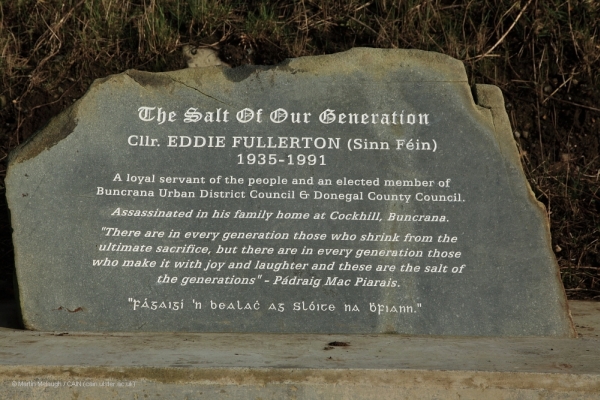 The Salt Of Our Generation
Cllr. EDDIE FULLERTON (Sinn Féin)
1935-1991
A loyal servant of the people and an elected member of
Buncrana Urban District Council & Donegal County Council.
Assassinated in his family home at Cockhill, Buncrana.
"There are in every generation those who shrink from the
ultimate sacrifice, but there are in every generation those
who make it with joy and laughter and these are the salt of
the generations" - Pádraig Mac Piarais.
"Fágaigí 'n bealaċ ag Slóite na ḂFiann."